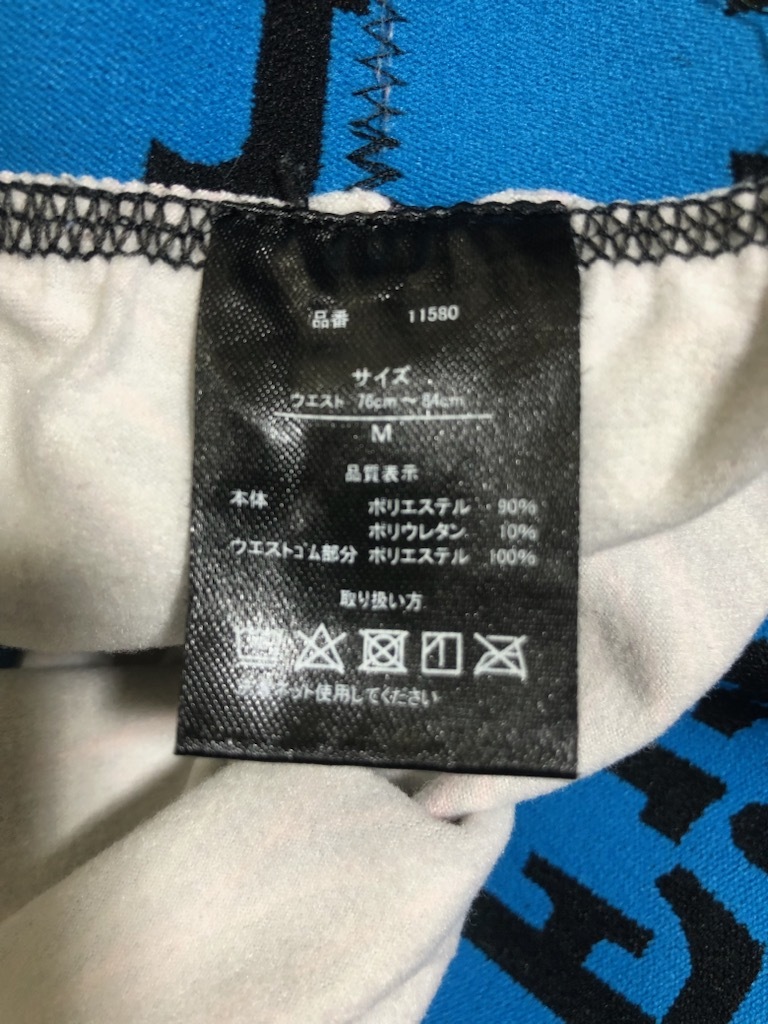 品番 11580
サイズ
ウエスト 76cm～84cm
M
品質表示
本体 ポリエステル 90%
ポリウレタン 10%
ウエストゴム部分 ポリエステル 100%
取り扱い方
ネット使用してください